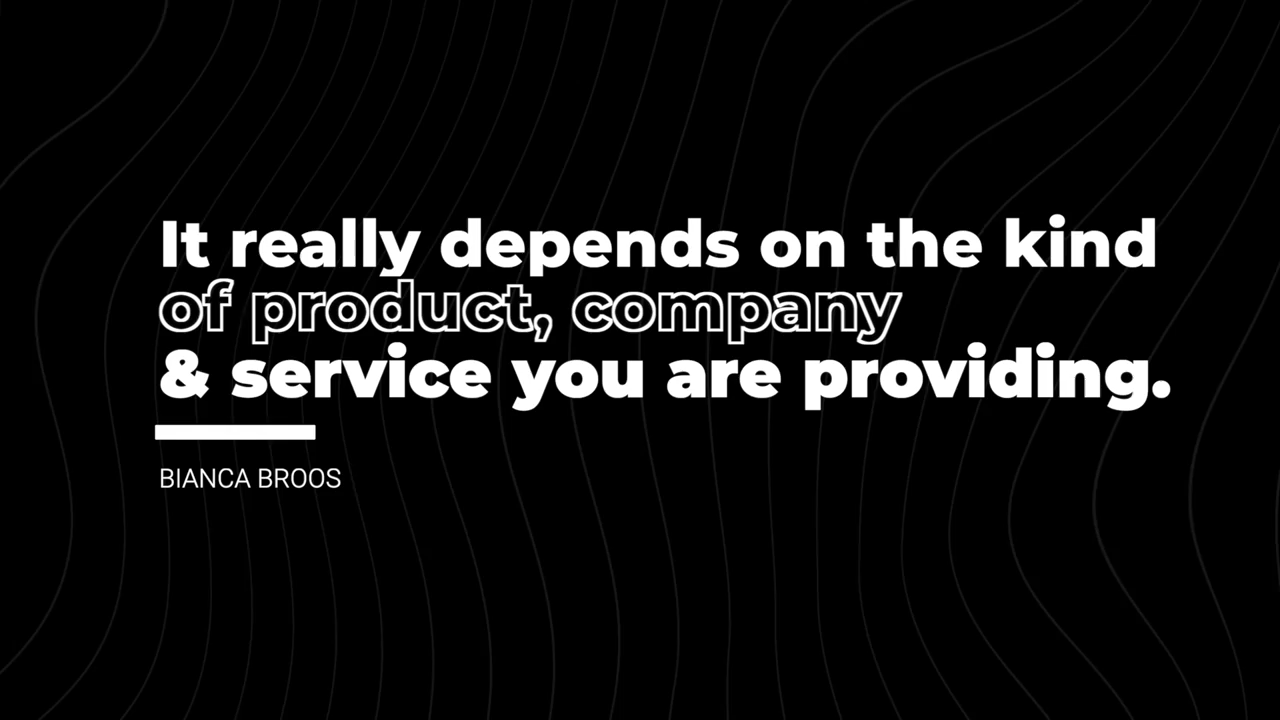 It really depends on the kind
of product, company
& service you are providing.
BIANCA BROOS